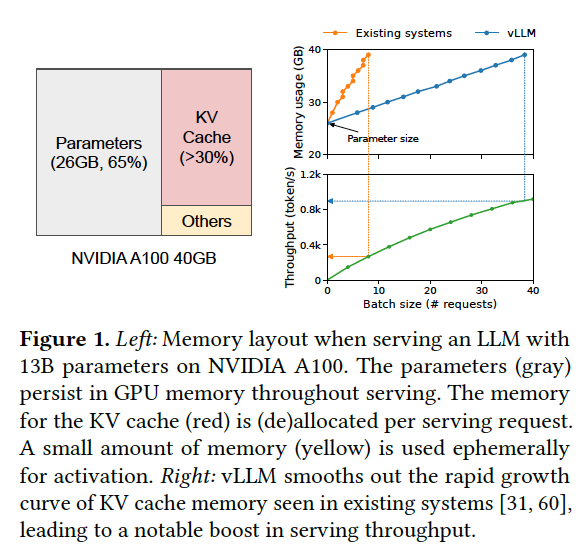 Existing systems
vLLM
Parameters
(26GB, 65%)
KV
Cache
(>30%)
Others
NVIDIA A100 40GB
Memory usage (GB)
40
30
20
Parameter size
Throughput (token/s)
1.2k
0.8k
0.4k
0
0 10 20 30 40
Batch size (# requests)
Figure 1. Left: Memory layout when serving an LLM with
13B parameters on NVIDIA A100. The parameters (gray)
persist in GPU memory throughout serving. The memory
for the KV cache (red) is (de)allocated per serving request.
A small amount of memory (yellow) is used ephemerally
for activation. Right: vLLM smooths out the rapid growth
curve of KV cache memory seen in existing systems [31, 60],
leading to a notable boost in serving throughput.